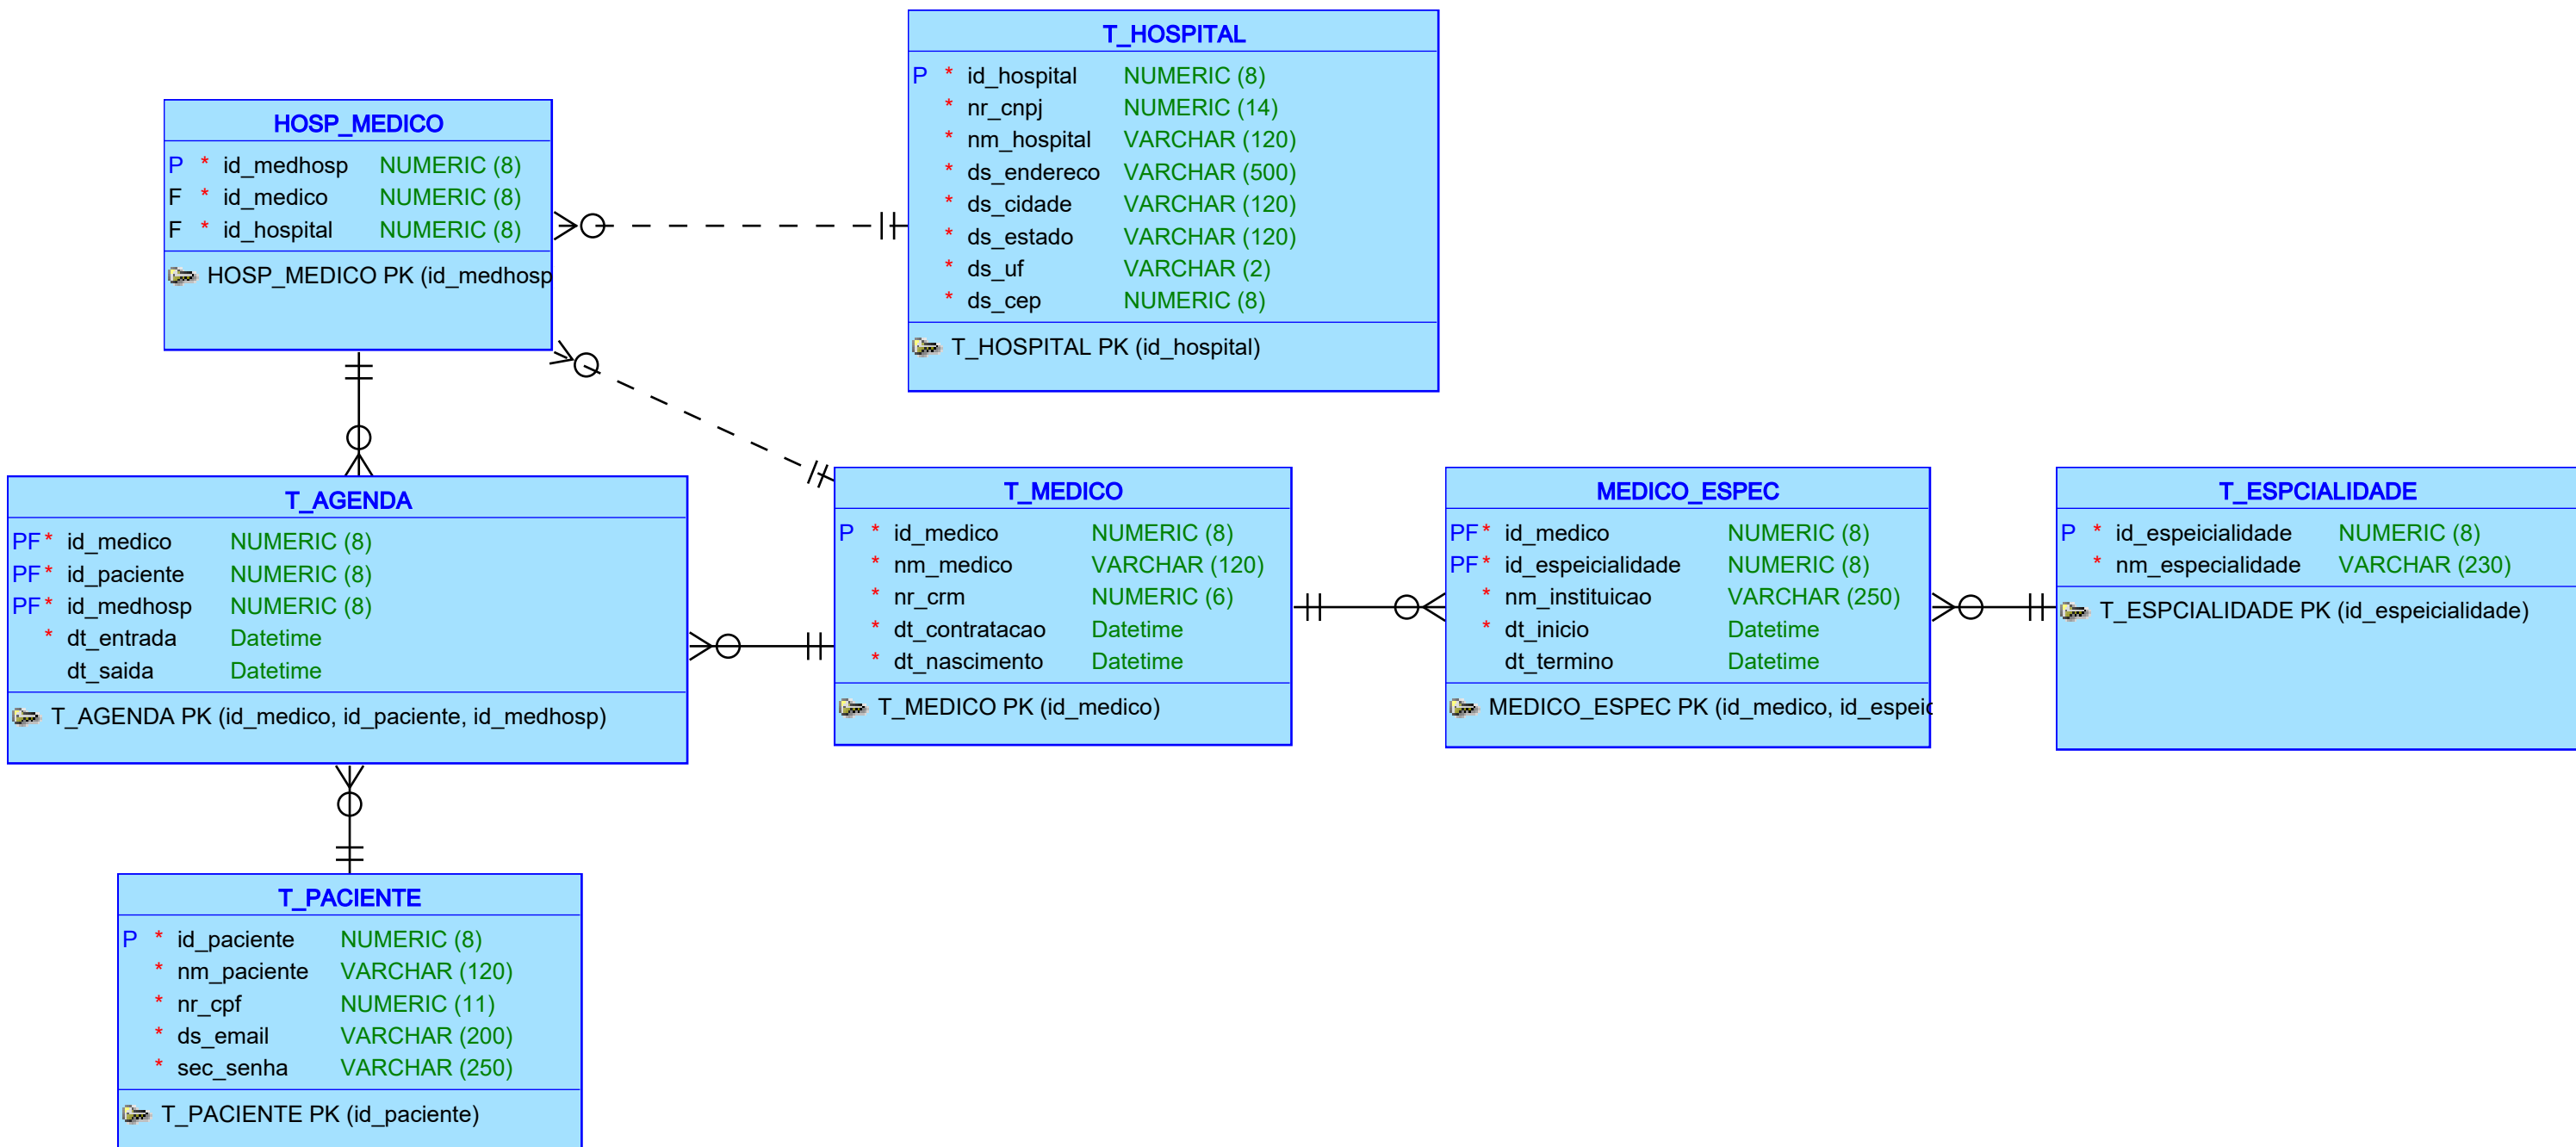 T_HOSPITAL
P * id_hospital NUMERIC (8)
* nr_cnpj NUMERIC (14)
* nm_hospital VARCHAR (120)
* ds_endereco VARCHAR (500)
* ds_cidade VARCHAR (120)
* ds_estado VARCHAR (120)
* ds_uf VARCHAR (2)
* ds_cep NUMERIC (8)
T_HOSPITAL PK (id_hospital)
HOSP_MEDICO
P * id_medhosp NUMERIC (8)
F * id_medico NUMERIC (8)
F * id_hospital NUMERIC (8)
HOSP_MEDICO PK (id_medhosp
T_AGENDA
PF * id_medico NUMERIC (8)
PF * id_paciente NUMERIC (8)
PF * id_medhosp NUMERIC (8)
* dt_entrada Datetime
dt_saida Datetime
T_AGENDA PK (id_medico, id_paciente, id_medhosp)
T_MEDICO
P * id_medico NUMERIC (8)
* nm_medico VARCHAR (120)
* nr_crm NUMERIC (6)
* dt_contratacao Datetime
* dt_nascimento Datetime
T_MEDICO PK (id_medico)
MEDICO_ESPEC
PF * id_medico NUMERIC (8)
PF * id_espeicialidade NUMERIC (8)
* nm_instituicao VARCHAR (250)
* dt_inicio Datetime
dt_termino Datetime
MEDICO_ESPEC PK (id_medico, id_espeic
T_ESPCIALIDADE
P * id_espeicialidade NUMERIC (8)
* nm_especialidade VARCHAR (230)
T_ESPCIALIDADE PK (id_espeicialidade)
T_PACIENTE
P * id_paciente NUMERIC (8)
* nm_paciente VARCHAR (120)
* nr_cpf NUMERIC (11)
* ds_email VARCHAR (200)
* sec_senha VARCHAR (250)
T_PACIENTE PK (id_paciente)